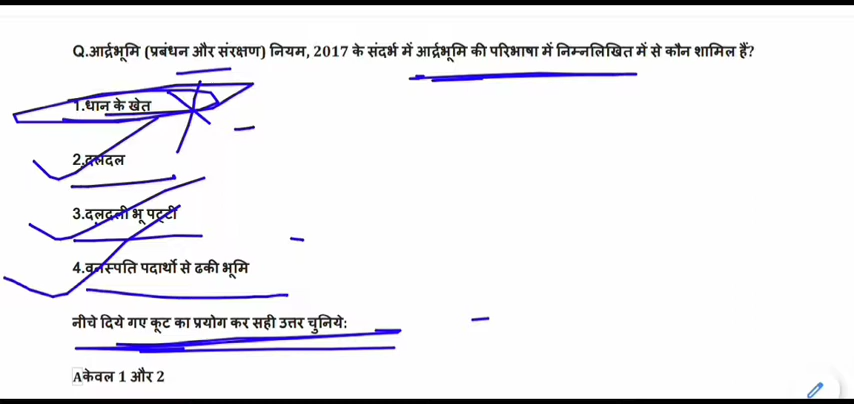 Q.आर्द्रभूमि (प्रबंधन और संरक्षण) नियम, 2017 के संदर्भ में आर्द्रभूमि की परिभाषा में निम्नलिखित में से कौन शामिल हैं?
1.धान के खेत
2.दलदल
3.दलदली भू पट्टी
4.वनस्पति पदार्थो से ढकी भूमि
नीचे दिये गए कूट का प्रयोग कर सही उत्तर चुनिये:
Aकेवल 1 और 2